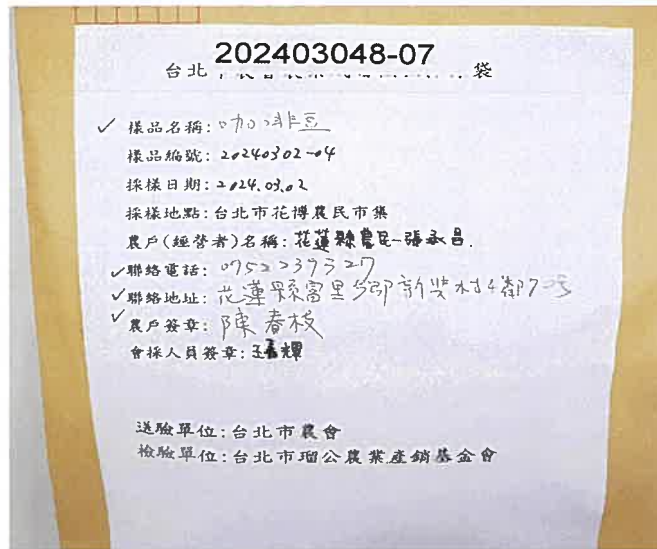 202403048-07
台北 袋
✓ 樣品名稱:咖啡豆
樣品編號:20240302-04
採樣日期:2024.03.02
採樣地點:台北市花博農民市集
農戶(經營者)名稱:花蓮縣農民-張永昌.
✓聯絡電話:0952239527
✓聯絡地址:花蓮縣富里鄉新興村4鄰7號
✓農戶簽章:陳春枝
會採人員簽章:王 輝
送驗單位:台北市農會
檢驗單位:台北市瑠公農業產銷基金會